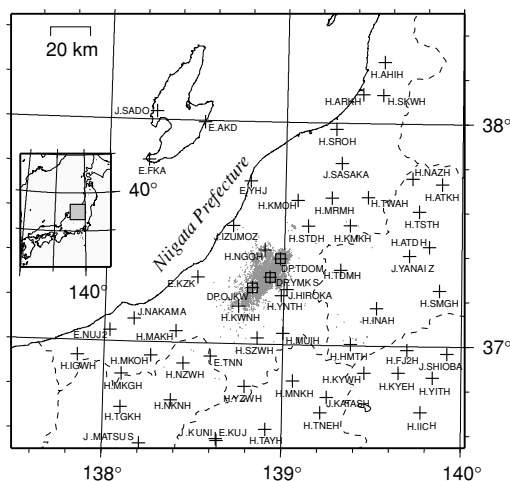 20 km
H.AHIH
H.ARKH
H.SKWH
J.SADO
E.AKD
38°
H.SROH
E.FKA
J.SASAKA
H.NAZH
E.YHJ
H.ATKH
40°
H.KMOH
H.MRMH
H.TWAH
H.TSTH
Niigata Prefecture
J.IZUMOZ
H.STDH
H.KMKH
H.ATDH
H.NGOH
DP.TDOM
J.YANAIZ
E.KZK
DP.YMKS
H.TDMH
140°
DP.OJKW
J.HIROKA
H.SMGH
J.NAKAMA
H.YNTH
H.KWNH
H.INAH
E.NUJ2
H.MAKH
H.MUIH
37°
H.SZWH
H.HMTH
H.IGWH
H.MKOH
E.TNN
H.FJ2H
J.SHIOBA
H.NZWH
H.KYWH
H.MKGH
H.KYEH
H.YITH
H.YZWH
H.MNKH
J.KATASH
H.NKNH
H.TGKH
H.TNEH
H.IICH
J.MATSUS
J.KUNI
E.KUJ
H.TAYH
138°
139°
140°